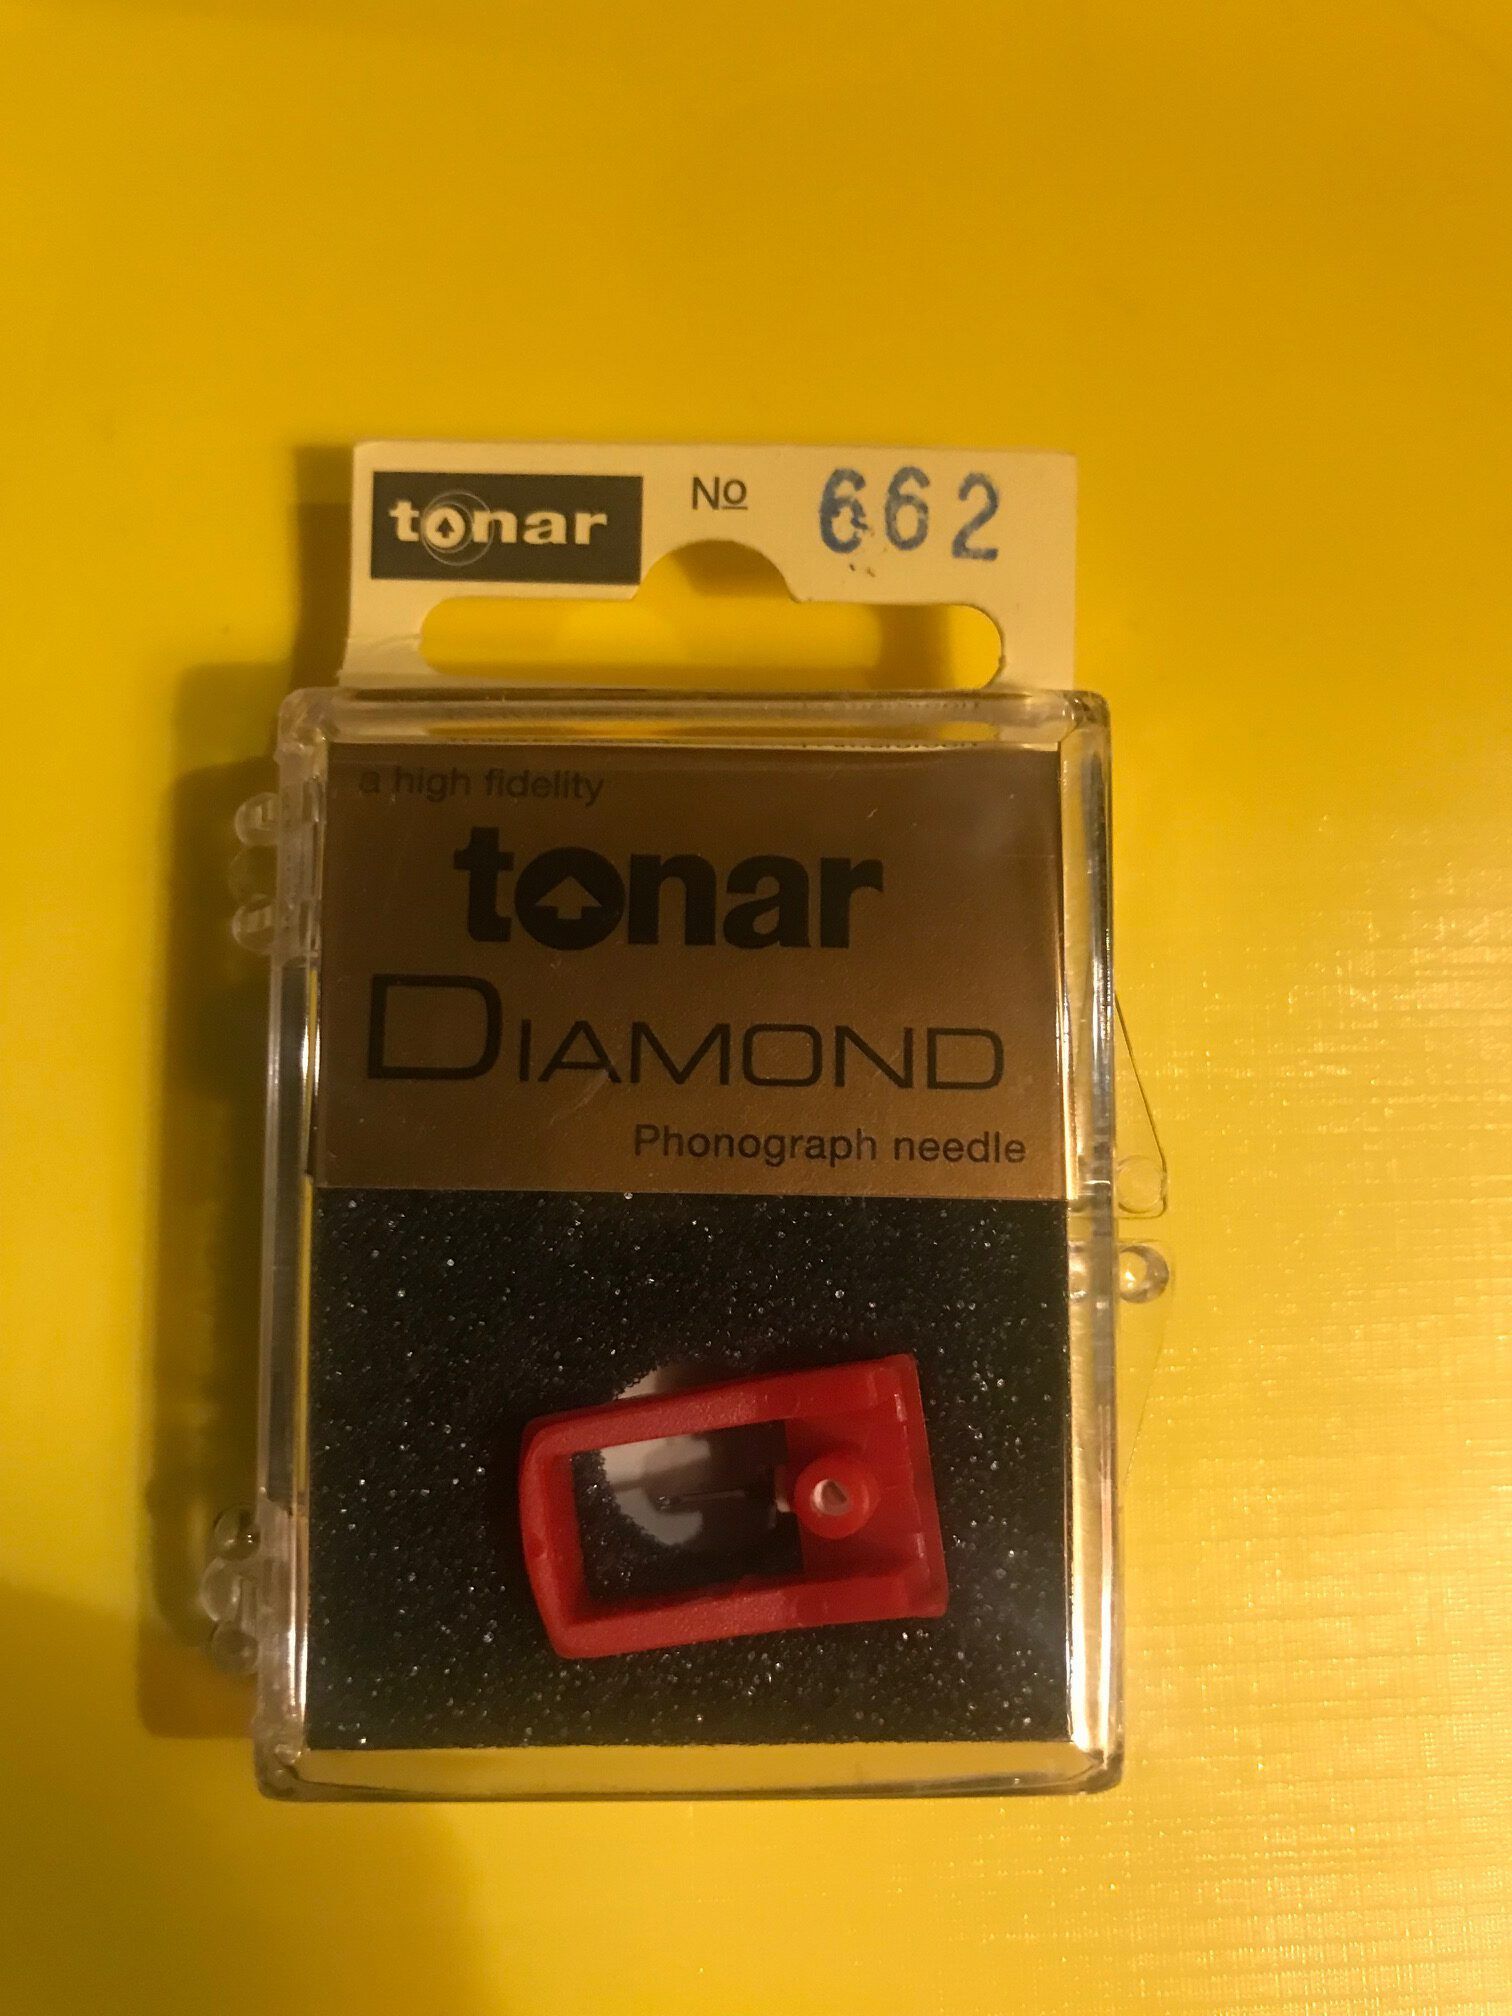 tonar No 662
a high fidelity
tonar
DIAMOND
Phonograph needle